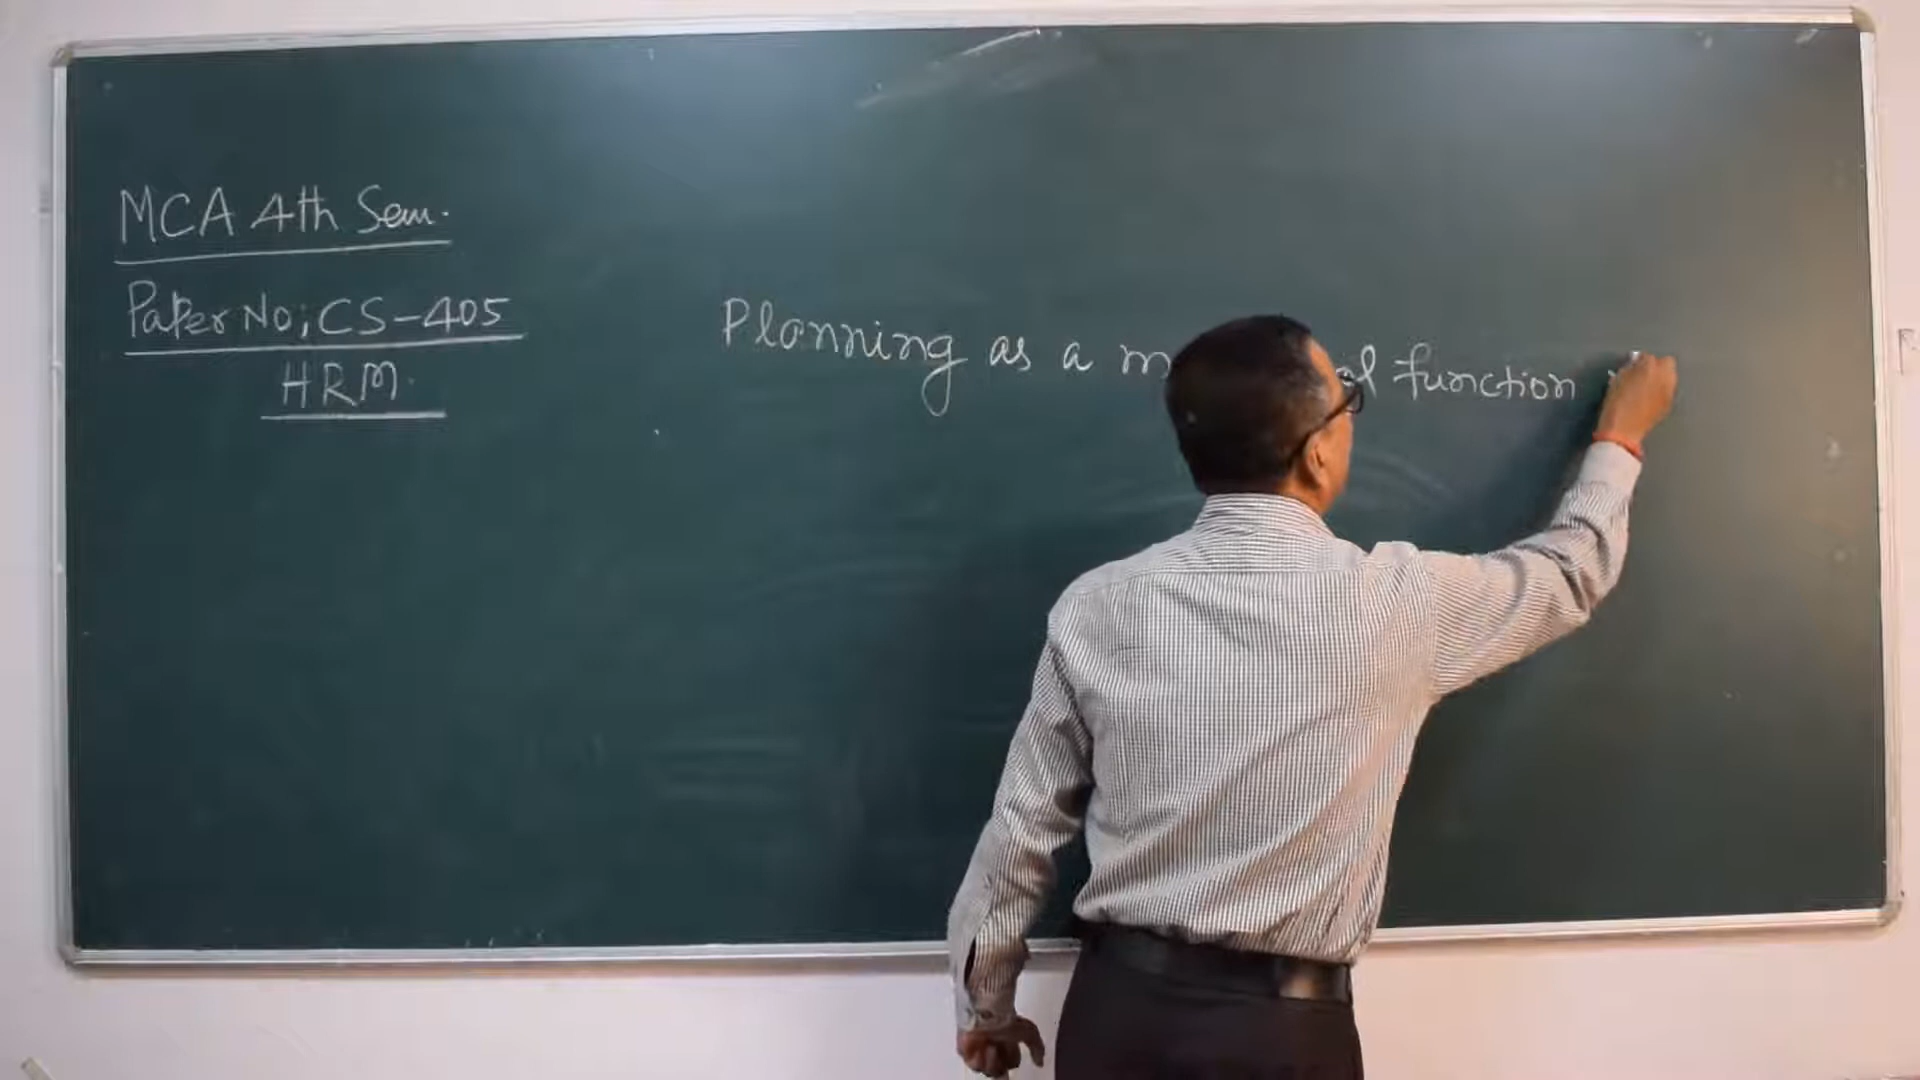 MCA 4th Sem.
Paper No; CS-405
HRM.
Planning as a function